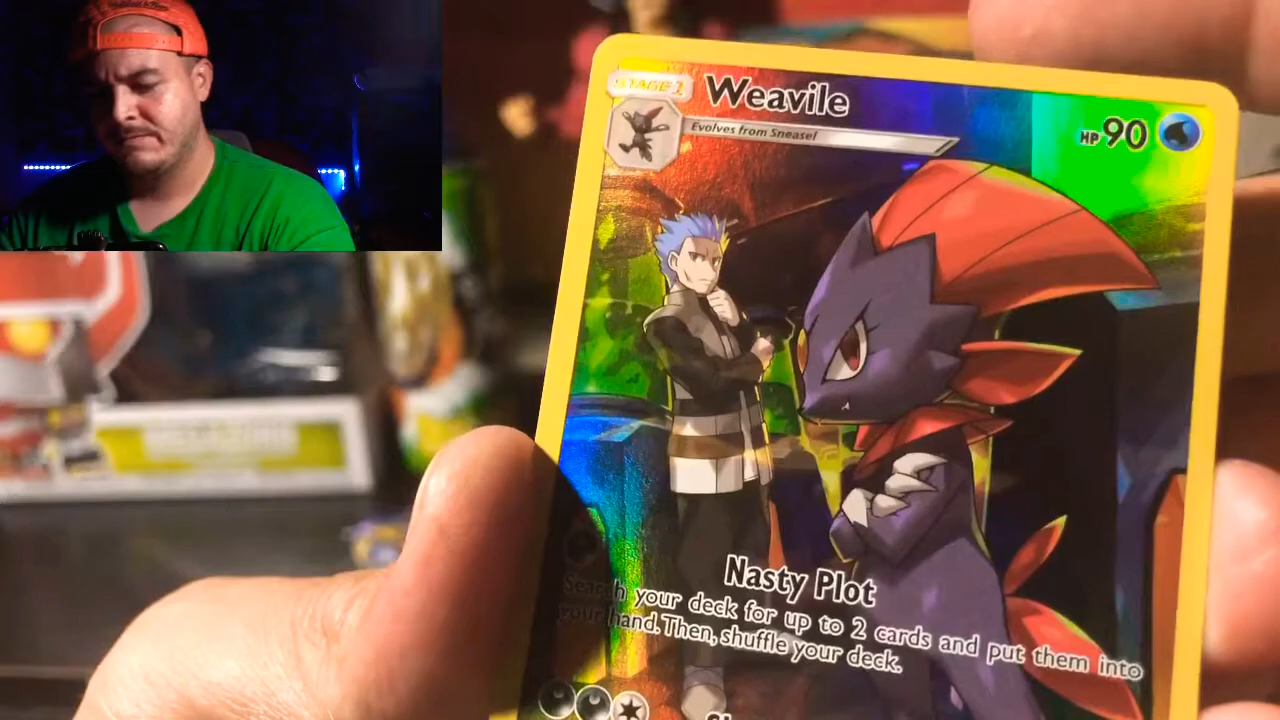 STAGE 1
Weavile
Evolves from Sneasel
HP 90
Nasty Plot
Search your deck for up to 2 cards and put them into
your hand. Then, shuffle your deck.